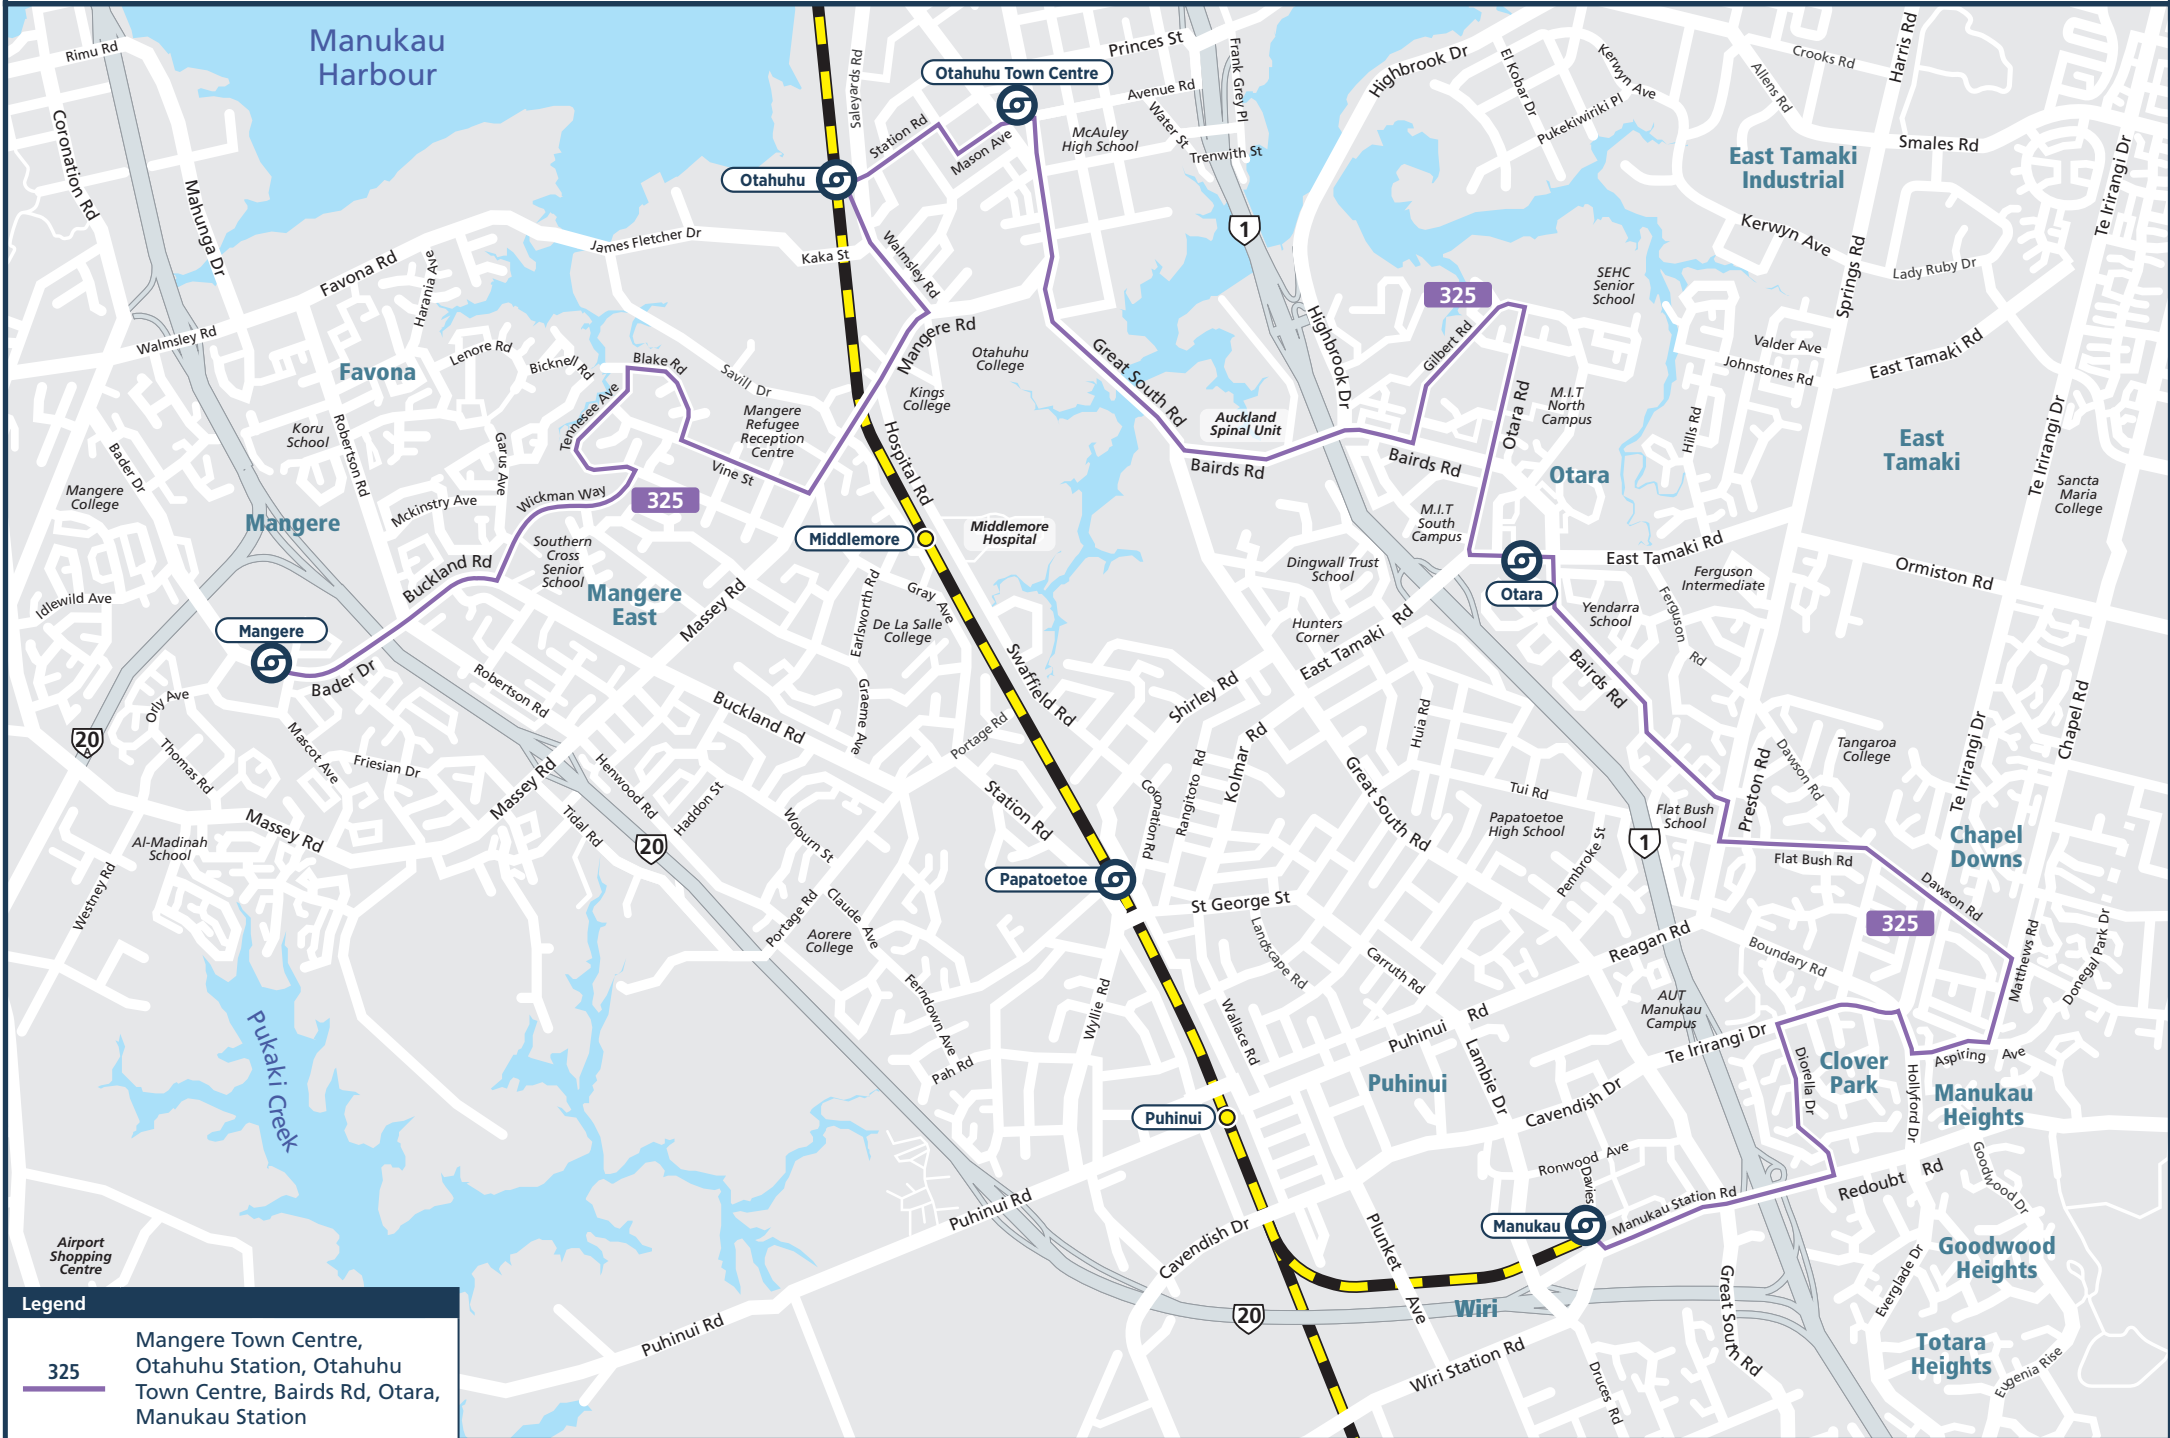 Manukau
Harbour
Rimu Rd
Coronation Rd
Mahunga Dr
Saleyards Rd
Otahuhu Town Centre
Princes St
Avenue Rd
Frank Grey Pl
Water St
Trenwith St
McAuley
High School
Station Rd
Mason Ave
Otahuhu
Highbrook Dr
El Kobar Dr
Kerwyn Ave
Pukekiwiriki Pl
Allens Rd
Crooks Rd
Harris Rd
Smales Rd
East Tamaki
Industrial
Te Irirangi Dr
Kerwyn Ave
Lady Ruby Dr
Springs Rd
1
James Fletcher Dr
Kaka St
Walmsley Rd
Favona Rd
Harania Ave
Walmsley Rd
SEHC
Senior
School
325
Gilbert Rd
Highbrook Dr
Mangere Rd
Otahuhu
College
Great South Rd
Kings
College
Auckland
Spinal Unit
Bairds Rd
Bairds Rd
Otara Rd
M.I.T
North
Campus
Hills Rd
Valder Ave
Johnstones Rd
East Tamaki Rd
East
Tamaki
Te Irirangi Dr
Sancta
Maria
College
Otara
Favona
Lenore Rd
Bicknell Rd
Blake Rd
Tennesee Ave
Savill Dr
Mangere
Refugee
Reception
Centre
Vine St
Hospital Rd
Koru
School
Robertson Rd
Garus Ave
Bader Dr
Mangere
College
Mangere
Mckinstry Ave
Wickman Way
325
Middlemore
Middlemore
Hospital
M.I.T
South
Campus
Southern
Cross
Senior
School
Buckland Rd
Mangere
East
Massey Rd
Idlewild Ave
Mangere
Bader Dr
Earlsworth Rd
Gray Ave
De La Salle
College
Dingwall Trust
School
Hunters
Corner
East Tamaki Rd
Otara
East Tamaki Rd
Ferguson
Intermediate
Yendarra
School
Ferguson Rd
Ormiston Rd
Bairds Rd
Chapel Rd
Swaffield Rd
Shirley Rd
Robertson Rd
Buckland Rd
Graeme Ave
Portage Rd
Orly Ave
20A
Thomas Rd
Mascot Ave
Friesian Dr
Massey Rd
Massey Rd
Henwood Rd
Tidal Rd
Haddon St
20
Woburn St
Station Rd
Coronation Rd
Rangitoto Rd
Kolmar Rd
Great South Rd
Huia Rd
Tui Rd
Papatoetoe
High School
Pembroke St
1
Flat Bush
School
Preston Rd
Dawson Rd
Tangaroa
College
Te Irirangi Dr
Chapel
Downs
Flat Bush Rd
Dawson Rd
325
Al-Madinah
School
Westney Rd
Portage Rd
Claude Ave
Aorere
College
Papatoetoe
St George St
Landscape Rd
Carruth Rd
Reagan Rd
Boundary Rd
Matthews Rd
Donegal Park Dr
Ferndown Ave
Pah Rd
Wyllie Rd
Wallace Rd
Puhinui Rd
AUT
Manukau
Campus
Te Irirangi Dr
Aspiring Ave
Clover
Park
Diorella Dr
Hollyford Dr
Manukau
Heights
Pukaki Creek
Puhinui
Puhinui
Lambie Dr
Cavendish Dr
Ronwood Ave
Davies
Manukau
Manukau Station Rd
Redoubt Rd
Goodwood Dr
Goodwood
Heights
Everglade Dr
Puhinui Rd
Cavendish Dr
Plunket Ave
Wiri
20
Wiri Station Rd
Druces Rd
Great South Rd
Totara
Heights
Eugenia Rise
Airport
Shopping
Centre
Puhinui Rd
Legend
325
Mangere Town Centre,
Otahuhu Station, Otahuhu
Town Centre, Bairds Rd, Otara,
Manukau Station